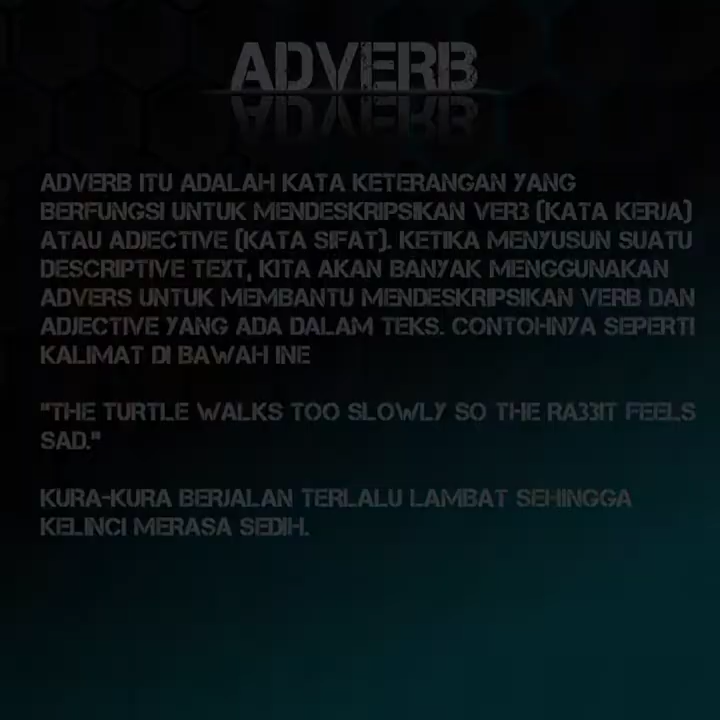 ADVERB
ADVERB ITU ADALAH KATA KETERANGAN YANG
BERFUNGSI UNTUK MENDESKRIPSIKAN VERB (KATA KERJA)
ATAU ADJECTIVE (KATA SIFAT). KETIKA MENYUSUN SUATU
DESCRIPTIVE TEXT, KITA AKAN BANYAK MENGGUNAKAN
ADVERS UNTUK MEMBANTU MENDESKRIPSIKAN VERB DAN
ADJECTIVE YANG ADA DALAM TEKS. CONTOHNYA SEPERTI
KALIMAT DI BAWAH INE
"THE TURTLE WALKS TOO SLOWLY SO THE RABBIT FEELS
SAD."
KURA-KURA BERJALAN TERLALU LAMBAT SEHINGGA
KELINCI MERASA SEDIH.